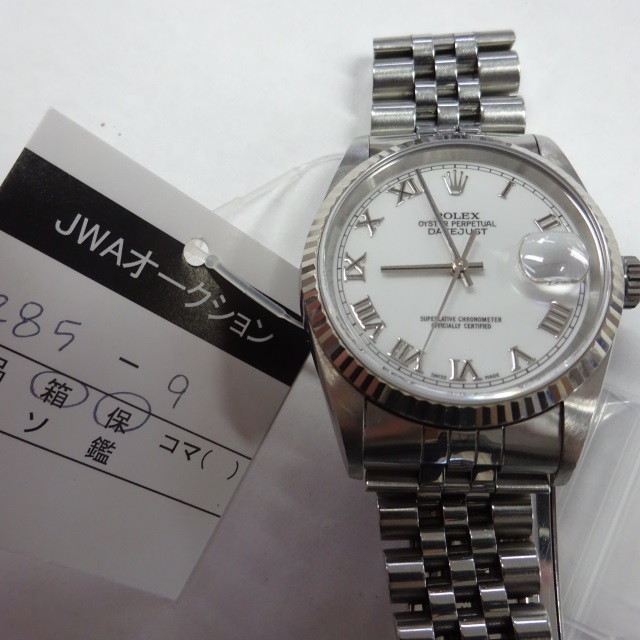 JWAオークション
285-9
箱 保 コマ( )
ソ 鑑
ROLEX
OYSTER PERPETUAL
DATEJUST
SUPERLATIVE CHRONOMETER
OFFICIALLY CERTIFIED
SWISS MADE